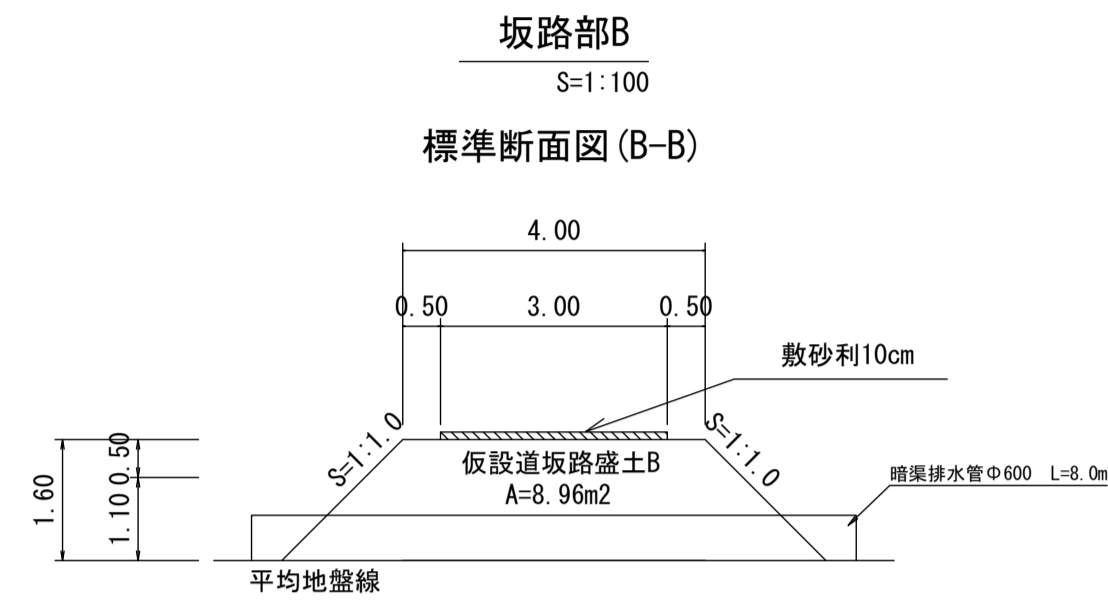 坂路部B
S=1:100
標準断面図(B-B)
4.00
0.50 3.00 0.50
敷砂利10cm
S=1:1.0
S=1:1.0
仮設道坂路盛土B
A=8.96m2
暗渠排水管Φ600 L=8.0m
1.60
0.50
1.10
平均地盤線